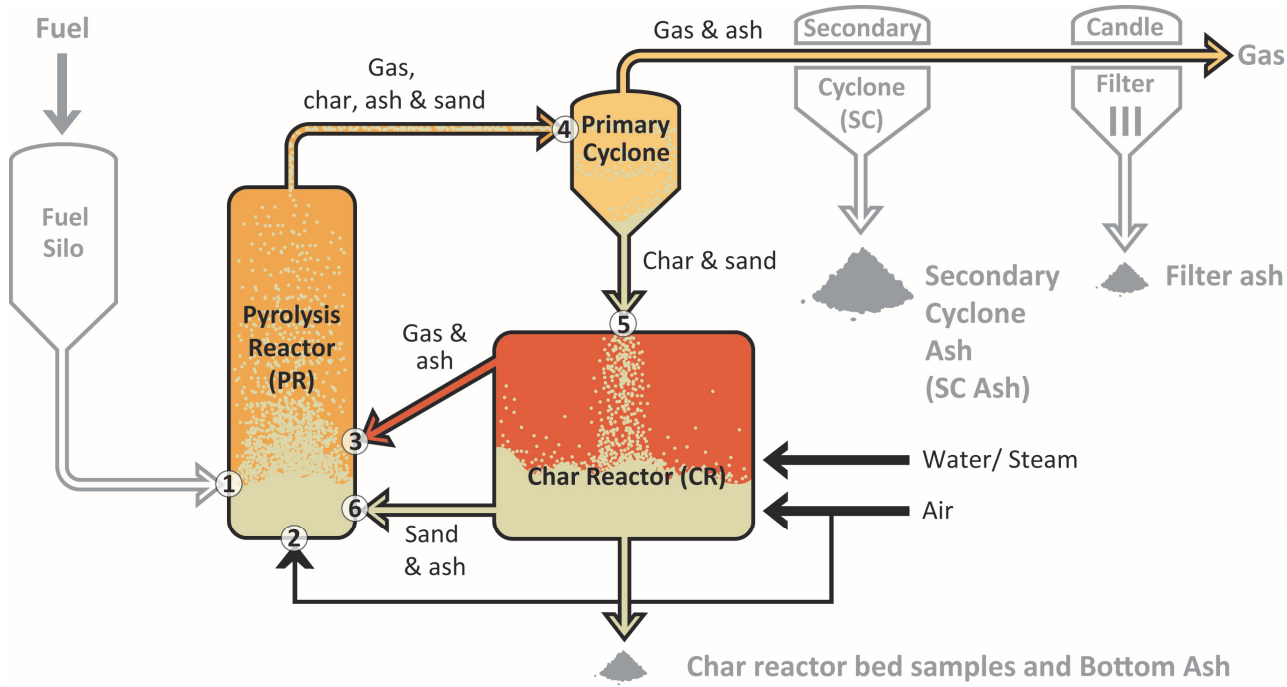 Fuel
Fuel
Silo
Gas,
char, ash & sand
Gas & ash
Secondary
Cyclone
(SC)
Candle
Filter
Gas
4
Primary
Cyclone
Char & sand
5
Secondary
Cyclone
Ash
(SC Ash)
Filter ash
Pyrolysis
Reactor
(PR)
Gas &
ash
3
1
6
2
Sand
& ash
Char Reactor (CR)
Water/ Steam
Air
Char reactor bed samples and Bottom Ash